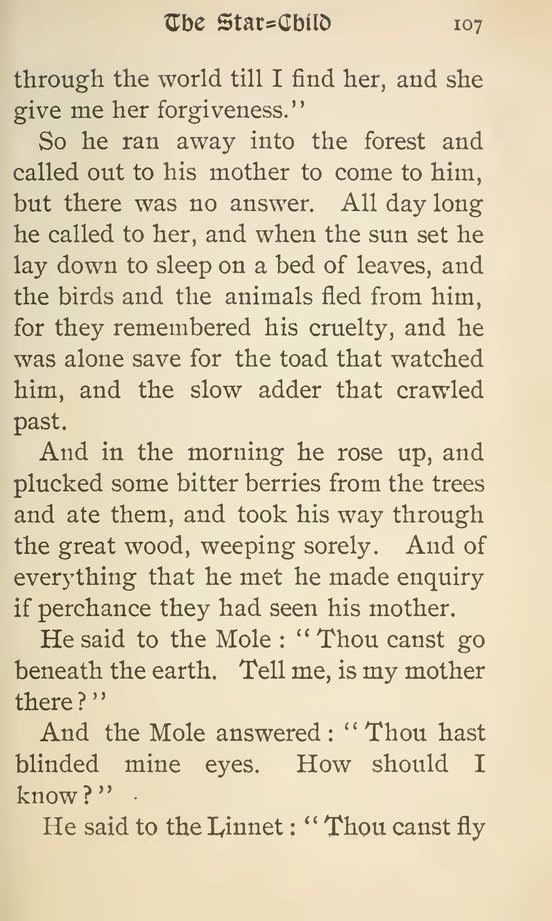 The Star-Child 107
through the world till I find her, and she
give me her forgiveness."
So he ran away into the forest and
called out to his mother to come to him,
but there was no answer. All day long
he called to her, and when the sun set he
lay down to sleep on a bed of leaves, and
the birds and the animals fled from him,
for they remembered his cruelty, and he
was alone save for the toad that watched
him, and the slow adder that crawled
past.
And in the morning he rose up, and
plucked some bitter berries from the trees
and ate them, and took his way through
the great wood, weeping sorely. And of
everything that he met he made enquiry
if perchance they had seen his mother.
He said to the Mole : "Thou canst go
beneath the earth. Tell me, is my mother
there ?"
And the Mole answered : "Thou hast
blinded mine eyes. How should I
know ?"
He said to the Linnet : "Thou canst fly